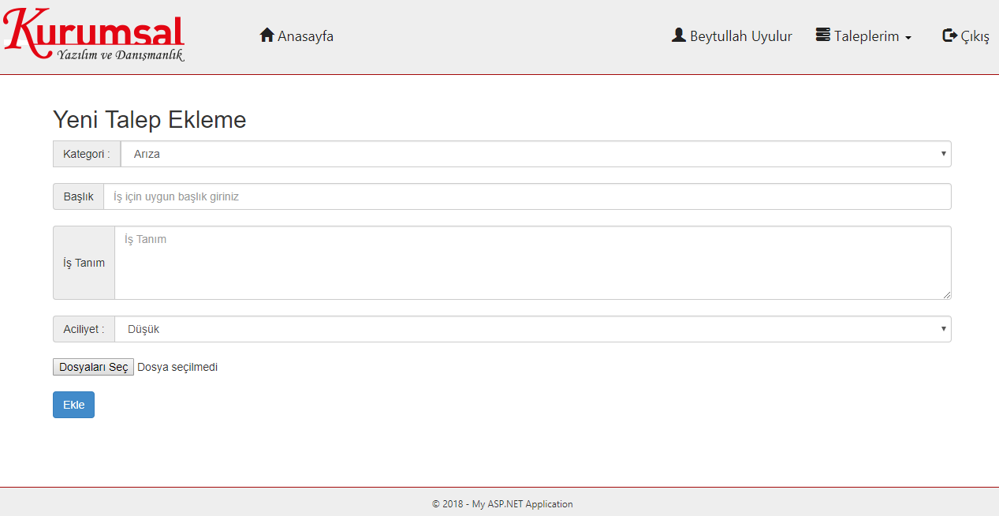 Kurumsal
Yazılım ve Danışmanlık
Anasayfa
Beytullah Uyulur
Taleplerim
Çıkış
Yeni Talep Ekleme
Kategori :
Arıza
Başlık
İş için uygun başlık giriniz
İş Tanım
İş Tanım
Aciliyet :
Düşük
Dosyaları Seç Dosya seçilmedi
Ekle
© 2018 - My ASP.NET Application